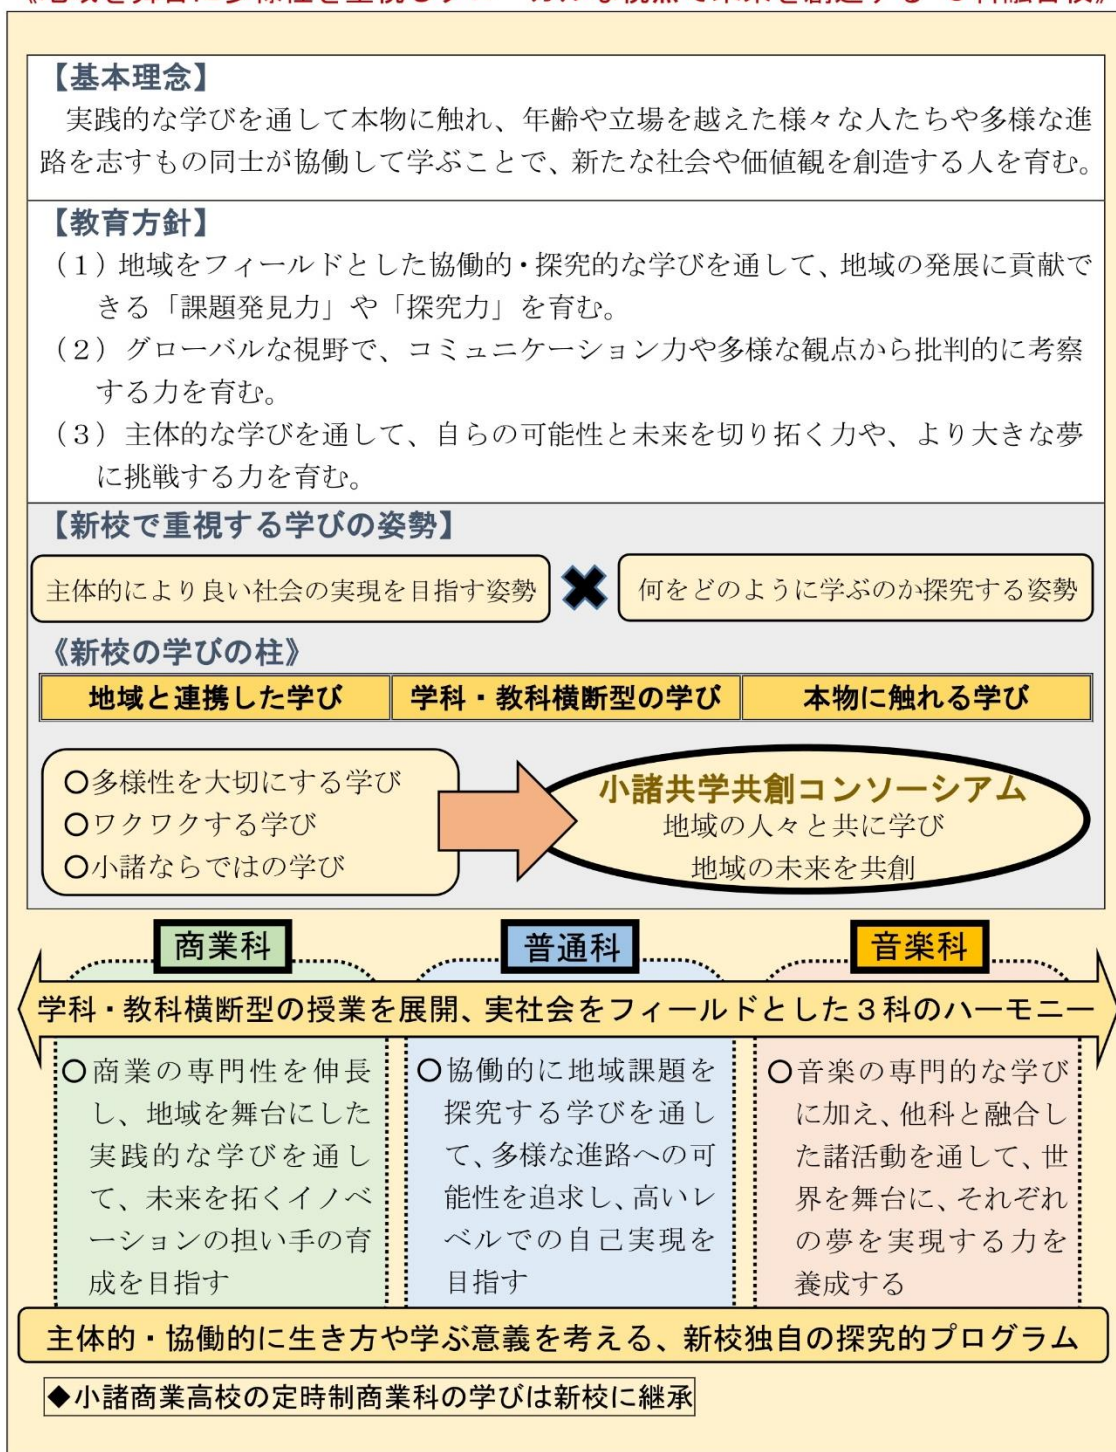 【基本理念】
実践的な学びを通して本物に触れ、年齢や立場を越えた様々な人たちや多様な進
路を志すもの同士が協働して学ぶことで、新たな社会や価値観を創造する人を育む。
【教育方針】
(1)地域をフィールドとした協働的・探究的な学びを通して、地域の発展に貢献で
きる「課題発見力」や「探究力」を育む。
(2)グローバルな視野で、コミュニケーション力や多様な観点から批判的に考察
する力を育む。
(3)主体的な学びを通して、自らの可能性と未来を切り拓く力や、より大きな夢
に挑戦する力を育む。
【新校で重視する学びの姿勢】
主体的により良い社会の実現を目指す姿勢
何をどのように学ぶのか探究する姿勢
《新校の学びの柱》
地域と連携した学び
学科・教科横断型の学び
本物に触れる学び
○多様性を大切にする学び
○ワクワクする学び
○小諸ならではの学び
小諸共学共創コンソーシアム
地域の人々と共に学び
地域の未来を共創
商業科
普通科
音楽科
学科・教科横断型の授業を展開、実社会をフィールドとした3科のハーモニー
○商業の専門性を伸長
し、地域を舞台にした
実践的な学びを通し
て、未来を拓くイノベ
ーションの担い手の育
成を目指す
○協働的に地域課題を
探究する学びを通し
て、多様な進路への可
能性を追求し、高いレ
ベルでの自己実現を
目指す
○音楽の専門的な学び
に加え、他科と融合し
た諸活動を通して、世
界を舞台に、それぞれ
の夢を実現する力を
養成する
主体的・協働的に生き方や学ぶ意義を考える、新校独自の探究的プログラム
◆小諸商業高校の定時制商業科の学びは新校に継承